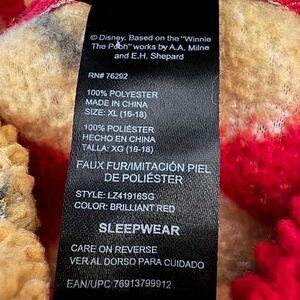 © Disney. Based on the "Winnie
The Pooh" works by A.A. Milne
and E.H. Shepard
RN# 76292
100% POLYESTER
MADE IN CHINA
SIZE: XL (16-18)
100% POLIÉSTER
HECHO EN CHINA
TALLA: XG (16-18)
FAUX FUR/IMITACIÓN PIEL
DE POLIÉSTER
STYLE: LZ41916SG
COLOR: BRILLIANT RED
SLEEPWEAR
CARE ON REVERSE
VER AL DORSO PARA CUIDADO
EAN/UPC 76913799912